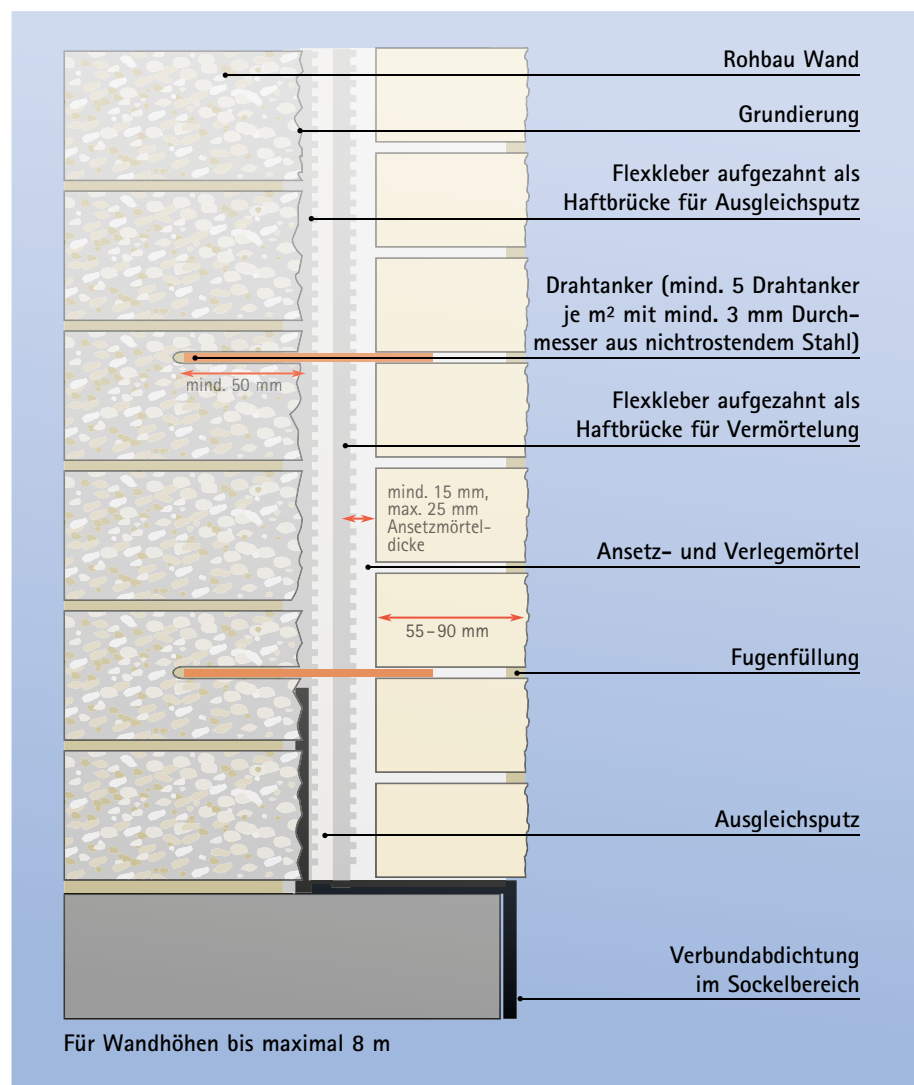 Rohbau Wand
Grundierung
Flexkleber aufgezahnt als
Haftbrücke für Ausgleichsputz
Drahtanker (mind. 5 Drahtanker
je m² mit mind. 3 mm Durch-
messer aus nichtrostendem Stahl)
mind. 50 mm
Flexkleber aufgezahnt als
Haftbrücke für Vermörtelung
mind. 15 mm,
max. 25 mm
Ansetzmörtel-
dicke
Ansetz- und Verlegemörtel
55–90 mm
Fugenfüllung
Ausgleichsputz
Verbundabdichtung
im Sockelbereich
Für Wandhöhen bis maximal 8 m